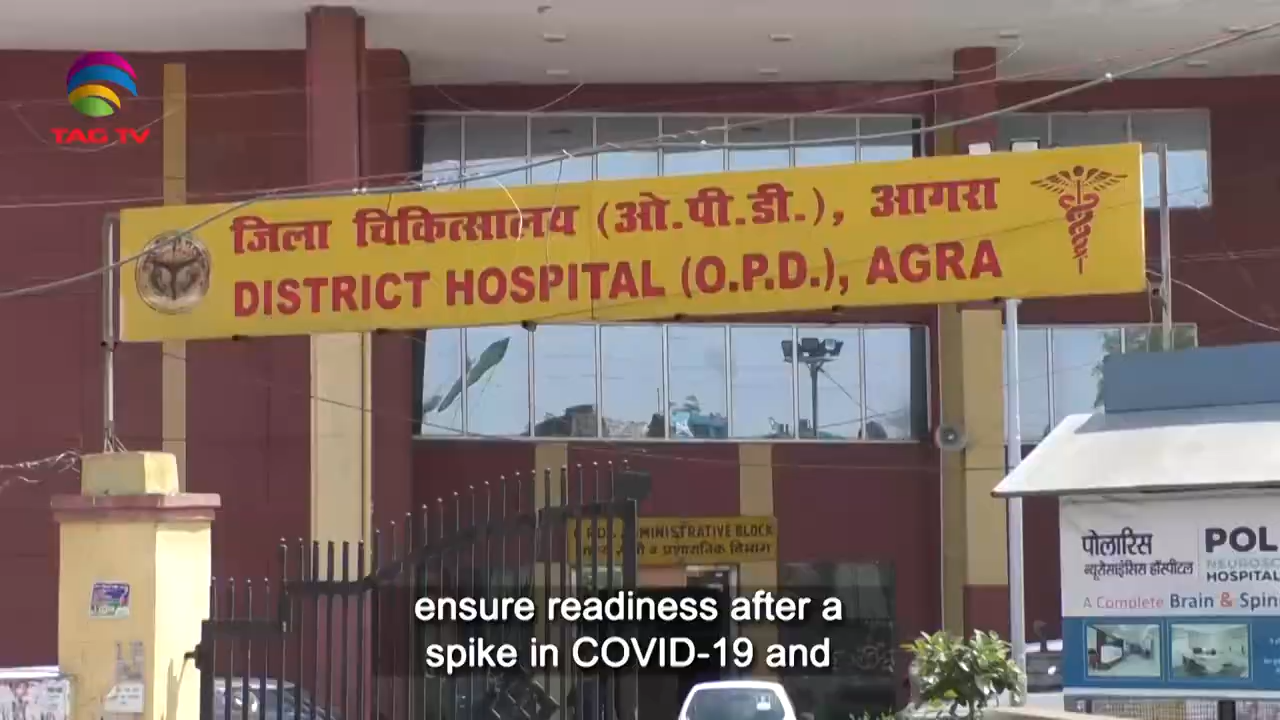 TAG TV
जिला चिकित्सालय (ओ.पी.डी.), आगरा
DISTRICT HOSPITAL (O.P.D.), AGRA
ADMINISTRATIVE BLOCK
व प्रशासनिक विभाग
पोलारिस
न्यूरोसाइंसिस हॉस्पीटल
POL
NEUROSC
HOSPITAL
A Complete Brain & Spin
ensure readiness after a
spike in COVID-19 and